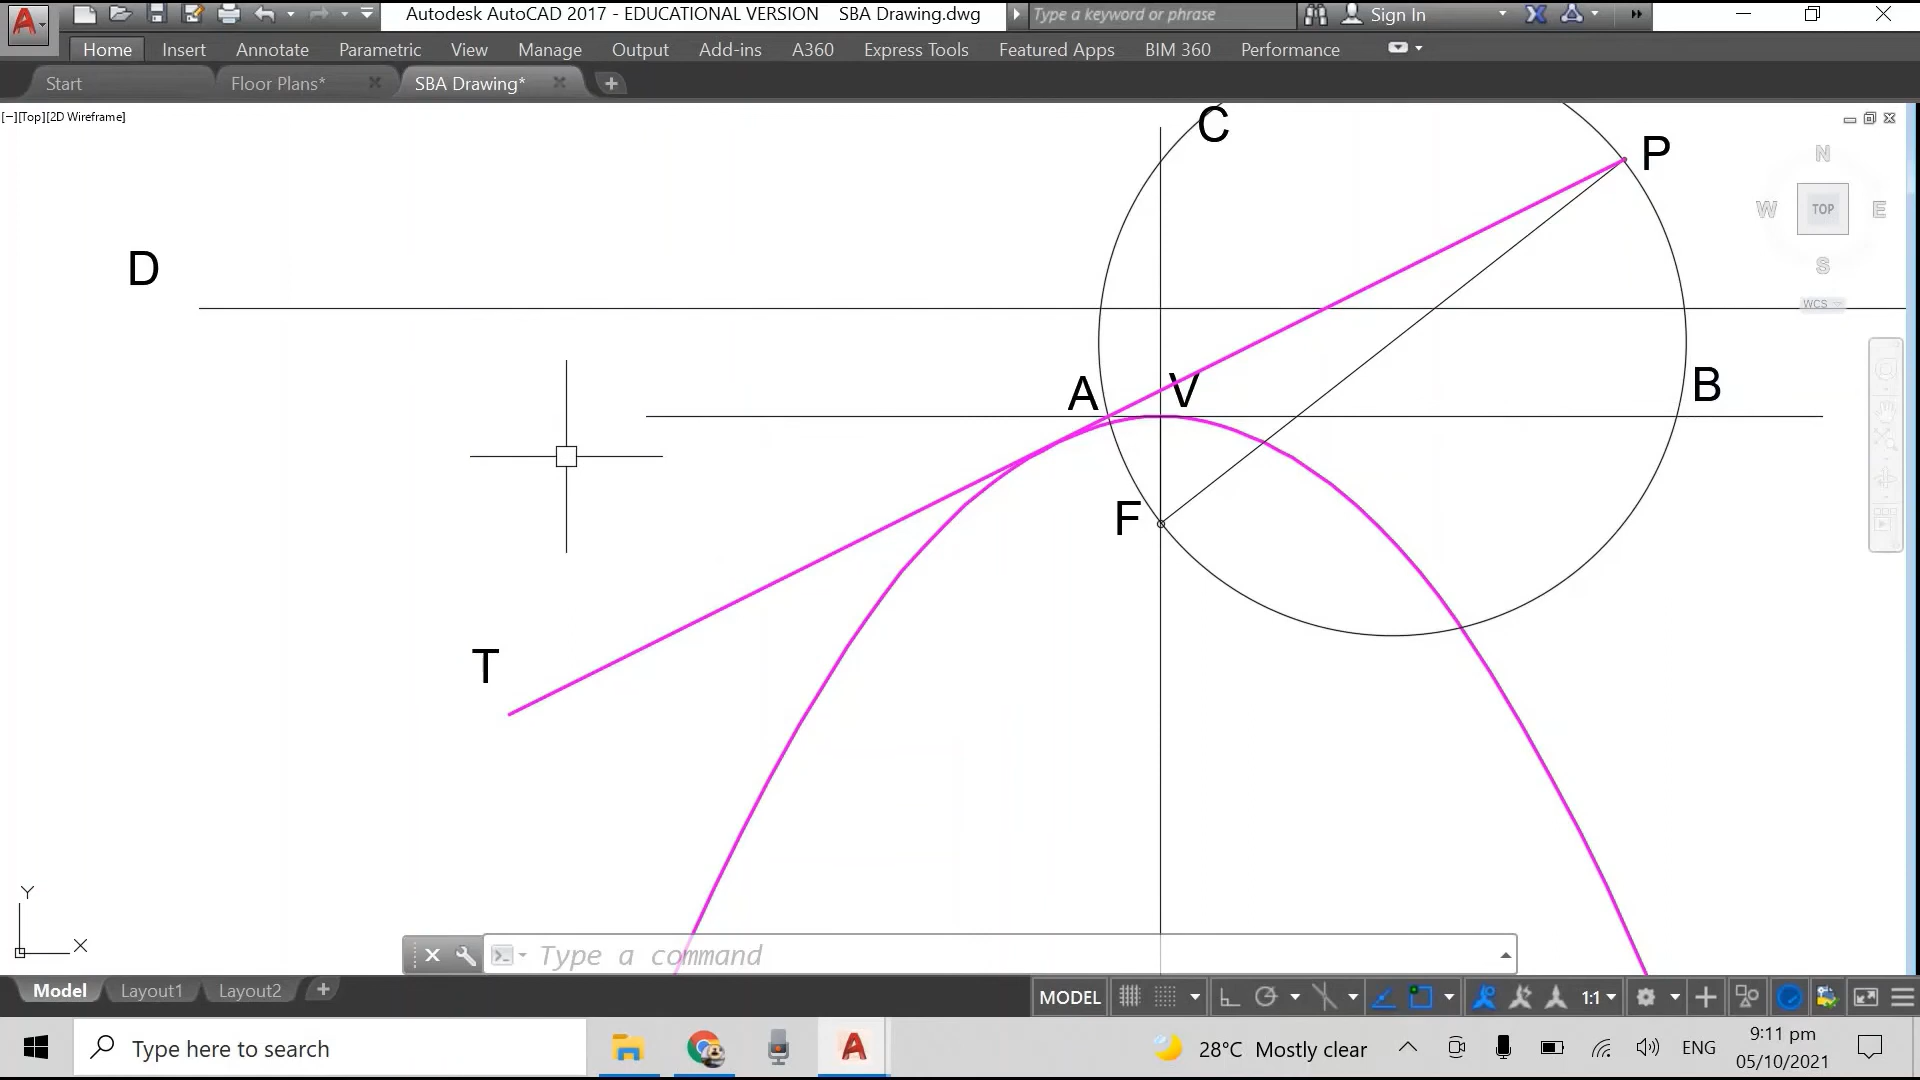 Autodesk AutoCAD 2017 - EDUCATIONAL VERSION SBA Drawing.dwg Type a keyword or phrase Sign In
Home Insert Annotate Parametric View Manage Output Add-ins A360 Express Tools Featured Apps BIM 360 Performance
Start Floor Plans* SBA Drawing*
[−][Top][2D Wireframe]
C
P
N
W TOP E
S
WCS
D
A V B
F
T
Y
X
Type a command
Model Layout1 Layout2 MODEL 1:1
Type here to search 28°C Mostly clear ENG 9:11 pm
05/10/2021